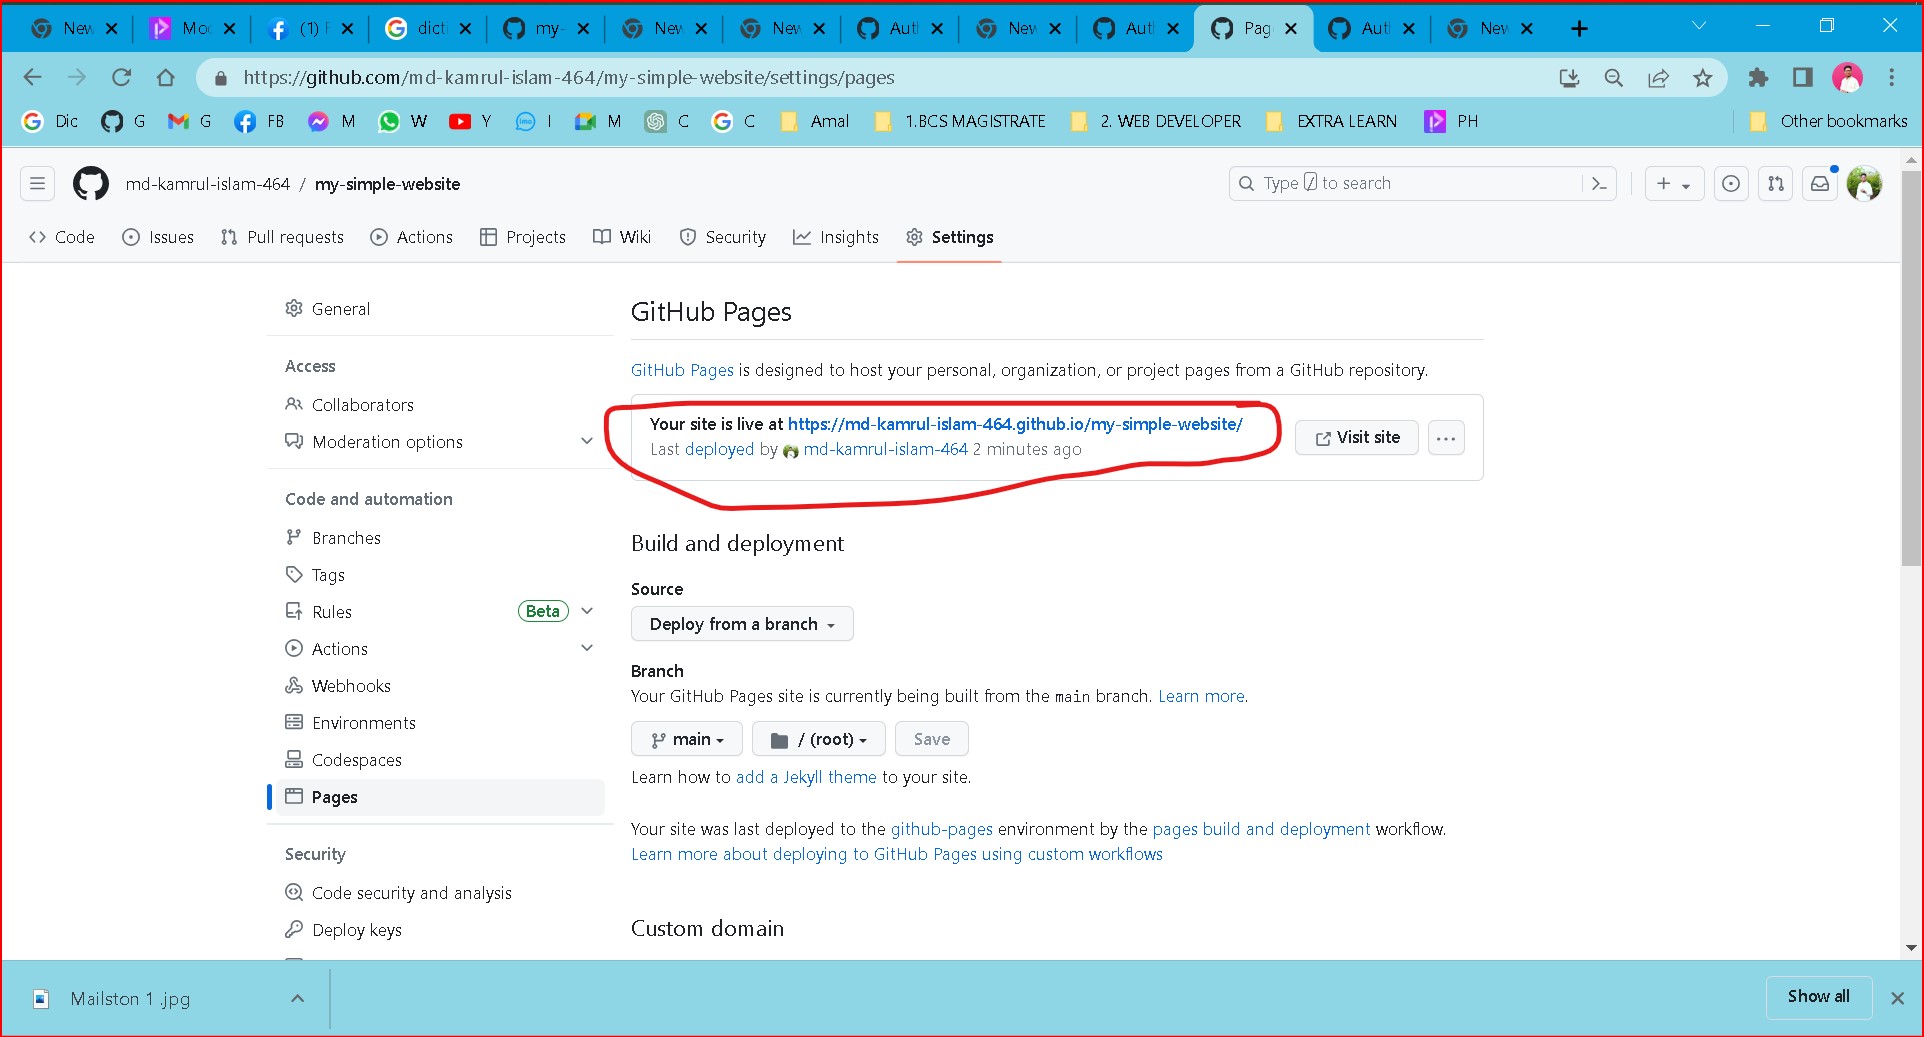 New
Moc
(1) F
dicti
my-
New
New
Auth
New
Auth
Pag
Auth
New
https://github.com/md-kamrul-islam-464/my-simple-website/settings/pages
Dic G G FB M W Y I M C C Amal 1.BCS MAGISTRATE 2. WEB DEVELOPER EXTRA LEARN PH Other bookmarks
md-kamrul-islam-464 / my-simple-website
Type / to search
Code Issues Pull requests Actions Projects Wiki Security Insights Settings
General
Access
Collaborators
Moderation options
Code and automation
Branches
Tags
Rules Beta
Actions
Webhooks
Environments
Codespaces
Pages
Security
Code security and analysis
Deploy keys
GitHub Pages
GitHub Pages is designed to host your personal, organization, or project pages from a GitHub repository.
Your site is live at https://md-kamrul-islam-464.github.io/my-simple-website/
Last deployed by md-kamrul-islam-464 2 minutes ago
Visit site
Build and deployment
Source
Deploy from a branch
Branch
Your GitHub Pages site is currently being built from the main branch. Learn more.
main / (root) Save
Learn how to add a Jekyll theme to your site.
Your site was last deployed to the github-pages environment by the pages build and deployment workflow.
Learn more about deploying to GitHub Pages using custom workflows
Custom domain
Mailston 1 .jpg
Show all